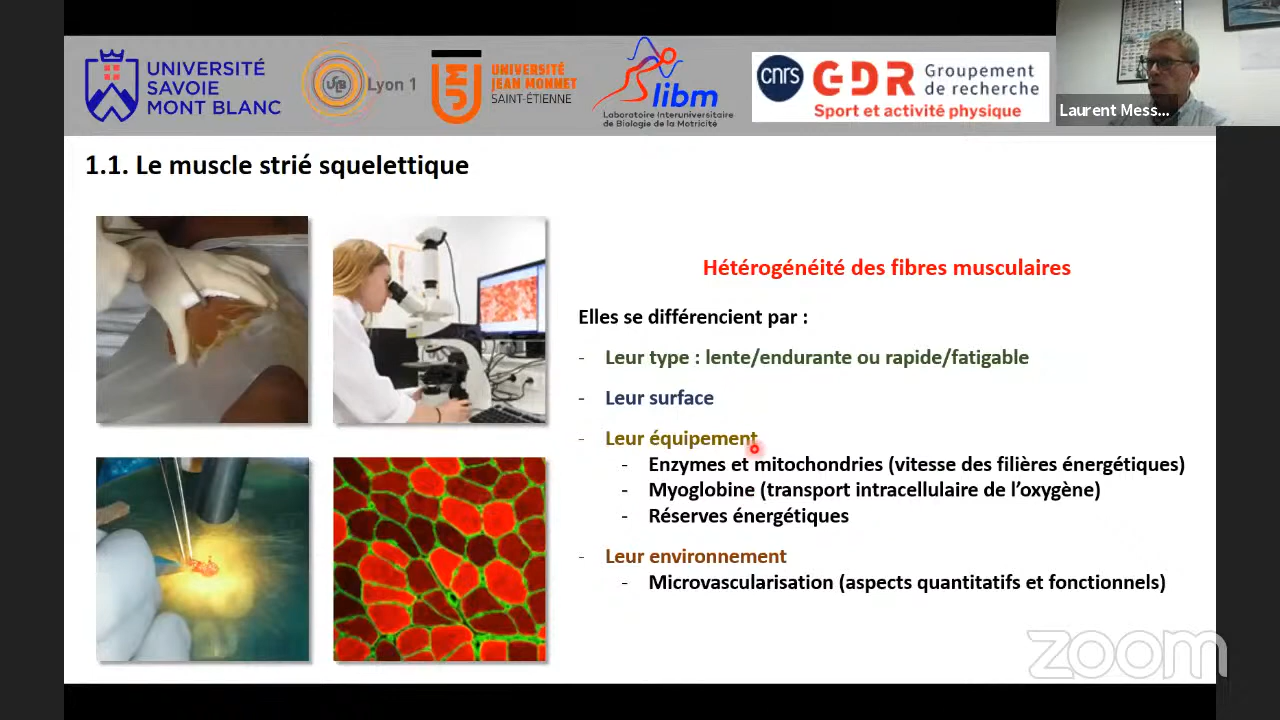 UNIVERSITÉ
SAVOIE
MONT BLANC
Lyon 1
UNIVERSITÉ
JEAN MONNET
SAINT-ÉTIENNE
libm
Laboratoire Interuniversitaire
de Biologie de la Motricité
cnrs
GDR
Groupement
de recherche
Sport et activité physique
Laurent Mess...
1.1. Le muscle strié squelettique
Hétérogénéité des fibres musculaires
Elles se différencient par :
- Leur type : lente/endurante ou rapide/fatigable
- Leur surface
- Leur équipement
- Enzymes et mitochondries (vitesse des filières énergétiques)
- Myoglobine (transport intracellulaire de l’oxygène)
- Réserves énergétiques
- Leur environnement
- Microvascularisation (aspects quantitatifs et fonctionnels)
zoom